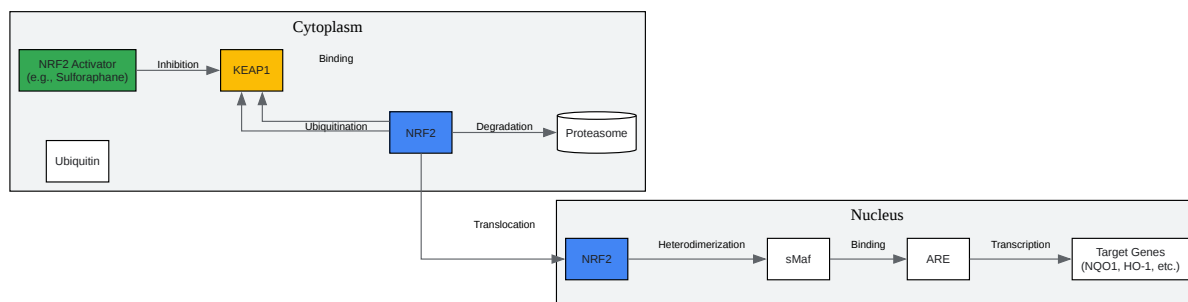 Cytoplasm
NRF2 Activator
(e.g., Sulforaphane)
Inhibition
KEAP1
Binding
Ubiquitination
NRF2
Degradation
Proteasome
Ubiquitin
Translocation
Nucleus
NRF2
Heterodimerization
sMaf
Binding
ARE
Transcription
Target Genes
(NQO1, HO-1, etc.)